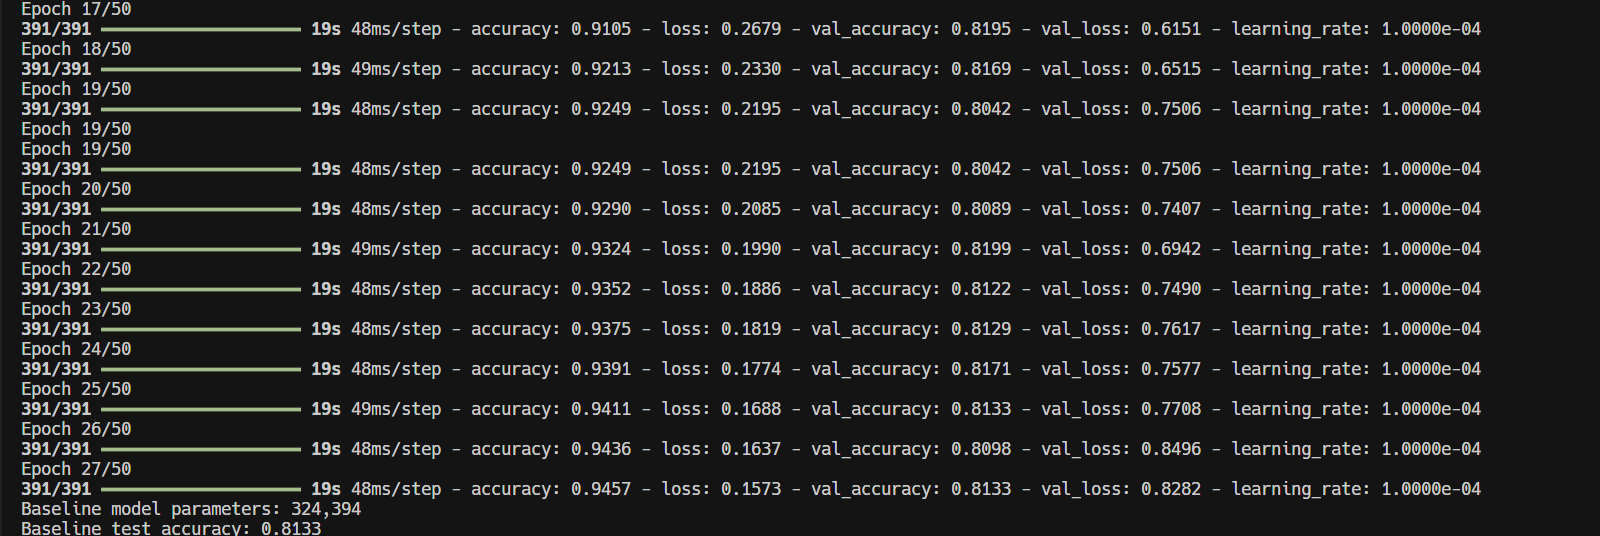 Epoch 17/50
391/391 ━━━━━━━━━━━━━━━━━━━━ 19s 48ms/step - accuracy: 0.9105 - loss: 0.2679 - val_accuracy: 0.8195 - val_loss: 0.6151 - learning_rate: 1.0000e-04
Epoch 18/50
391/391 ━━━━━━━━━━━━━━━━━━━━ 19s 49ms/step - accuracy: 0.9213 - loss: 0.2330 - val_accuracy: 0.8169 - val_loss: 0.6515 - learning_rate: 1.0000e-04
Epoch 19/50
391/391 ━━━━━━━━━━━━━━━━━━━━ 19s 48ms/step - accuracy: 0.9249 - loss: 0.2195 - val_accuracy: 0.8042 - val_loss: 0.7506 - learning_rate: 1.0000e-04
Epoch 19/50
Epoch 19/50
391/391 ━━━━━━━━━━━━━━━━━━━━ 19s 48ms/step - accuracy: 0.9249 - loss: 0.2195 - val_accuracy: 0.8042 - val_loss: 0.7506 - learning_rate: 1.0000e-04
Epoch 20/50
391/391 ━━━━━━━━━━━━━━━━━━━━ 19s 48ms/step - accuracy: 0.9290 - loss: 0.2085 - val_accuracy: 0.8089 - val_loss: 0.7407 - learning_rate: 1.0000e-04
Epoch 21/50
391/391 ━━━━━━━━━━━━━━━━━━━━ 19s 49ms/step - accuracy: 0.9324 - loss: 0.1990 - val_accuracy: 0.8199 - val_loss: 0.6942 - learning_rate: 1.0000e-04
Epoch 22/50
391/391 ━━━━━━━━━━━━━━━━━━━━ 19s 48ms/step - accuracy: 0.9352 - loss: 0.1886 - val_accuracy: 0.8122 - val_loss: 0.7490 - learning_rate: 1.0000e-04
Epoch 23/50
391/391 ━━━━━━━━━━━━━━━━━━━━ 19s 48ms/step - accuracy: 0.9375 - loss: 0.1819 - val_accuracy: 0.8129 - val_loss: 0.7617 - learning_rate: 1.0000e-04
Epoch 24/50
391/391 ━━━━━━━━━━━━━━━━━━━━ 19s 48ms/step - accuracy: 0.9391 - loss: 0.1774 - val_accuracy: 0.8171 - val_loss: 0.7577 - learning_rate: 1.0000e-04
Epoch 25/50
391/391 ━━━━━━━━━━━━━━━━━━━━ 19s 49ms/step - accuracy: 0.9411 - loss: 0.1688 - val_accuracy: 0.8133 - val_loss: 0.7708 - learning_rate: 1.0000e-04
Epoch 26/50
391/391 ━━━━━━━━━━━━━━━━━━━━ 19s 48ms/step - accuracy: 0.9436 - loss: 0.1637 - val_accuracy: 0.8098 - val_loss: 0.8496 - learning_rate: 1.0000e-04
Epoch 27/50
391/391 ━━━━━━━━━━━━━━━━━━━━ 19s 48ms/step - accuracy: 0.9457 - loss: 0.1573 - val_accuracy: 0.8133 - val_loss: 0.8282 - learning_rate: 1.0000e-04
Baseline model parameters: 324,394
Baseline test accuracy: 0.8133